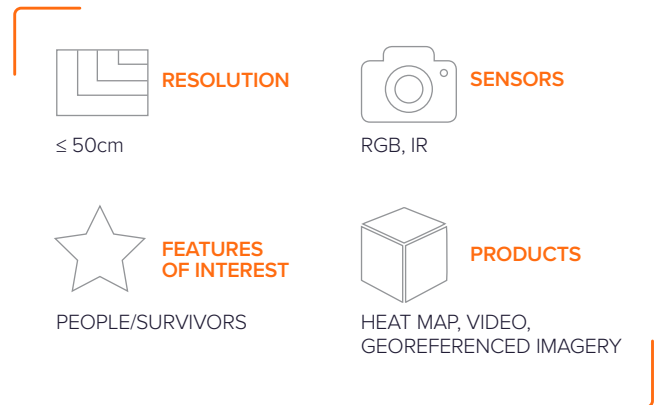 RESOLUTION
≤ 50cm
SENSORS
RGB, IR
FEATURES
OF INTEREST
PEOPLE/SURVIVORS
PRODUCTS
HEAT MAP, VIDEO,
GEOREFERENCED IMAGERY